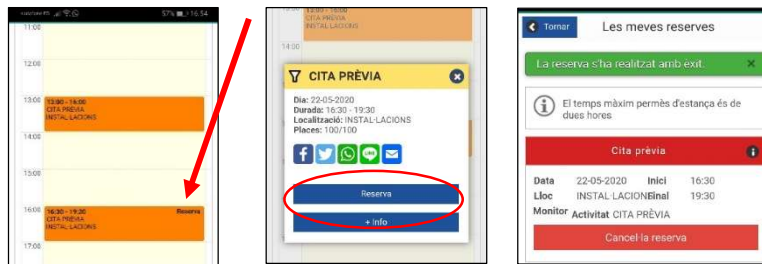 57% 16:54
11:00
12:00
13:00
13:00 - 16:00
CITA PRÈVIA
INSTAL·LACIONS
14:00
15:00
16:00
16:30 - 19:30 Reserva
CITA PRÈVIA
INSTAL·LACIONS
17:00
CITA PRÈVIA
INSTAL·LACIONS
14:00
CITA PRÈVIA
Dia: 22-05-2020
Durada: 16:30 - 19:30
Localització: INSTAL·LACIONS
Places: 100/100
Reserva
+ Info
Tornar Les meves reserves
La reserva s'ha realitzat amb èxit. ×
El temps màxim permès d'estança és de
dues hores
Cita prèvia
Data 22-05-2020 Inici 16:30
Lloc INSTAL·LACIONS Final 19:30
Monitor Activitat CITA PRÈVIA
Cancel·la reserva